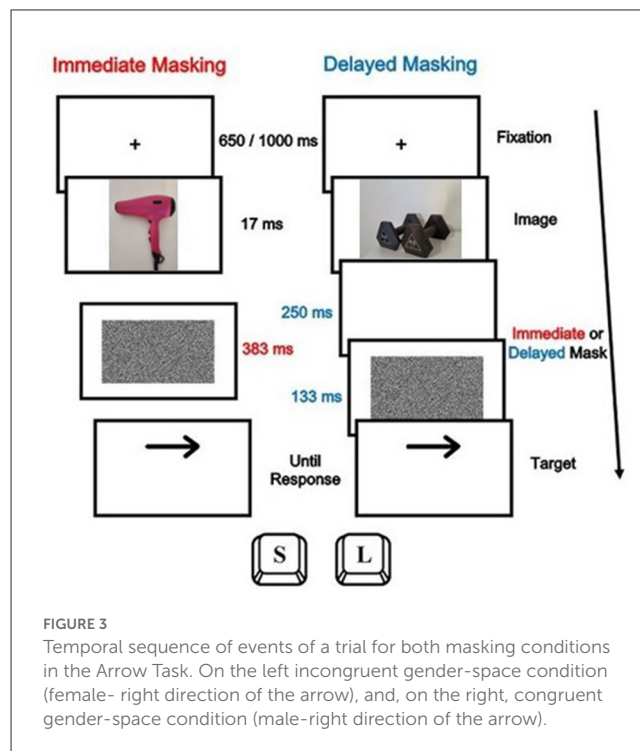 Immediate Masking
Delayed Masking
+
650 / 1000 ms
+
Fixation
17 ms
Image
250 ms
383 ms
Immediate or
Delayed Mask
133 ms
Until
Response
Target
S
L
FIGURE 3
Temporal sequence of events of a trial for both masking conditions
in the Arrow Task. On the left incongruent gender-space condition
(female- right direction of the arrow), and, on the right, congruent
gender-space condition (male-right direction of the arrow).